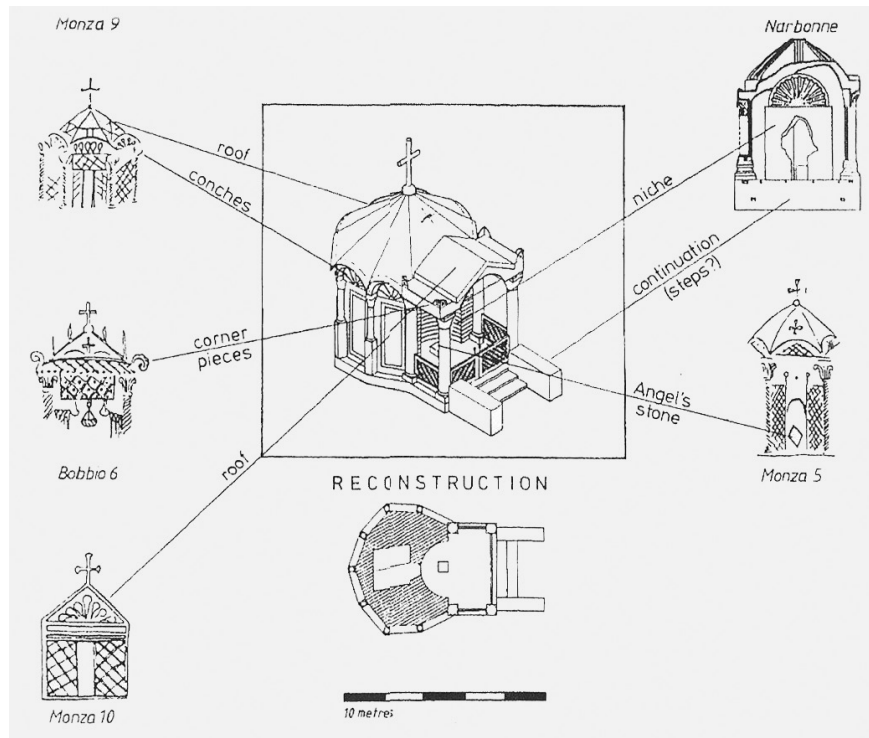 Monza 9
Narbonne
roof
conches
niche
continuation
(steps?)
corner
pieces
Angel's
stone
Bobbio 6
roof
Monza 5
RECONSTRUCTION
Monza 10
10 metres